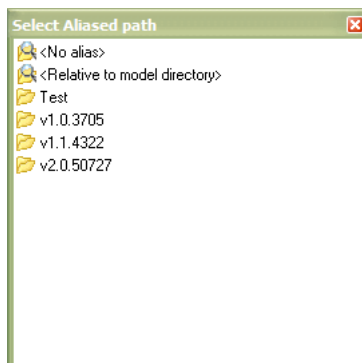 Select Aliased path
<No alias>
<Relative to model directory>
Test
v1.0.3705
v1.1.4322
v2.0.50727